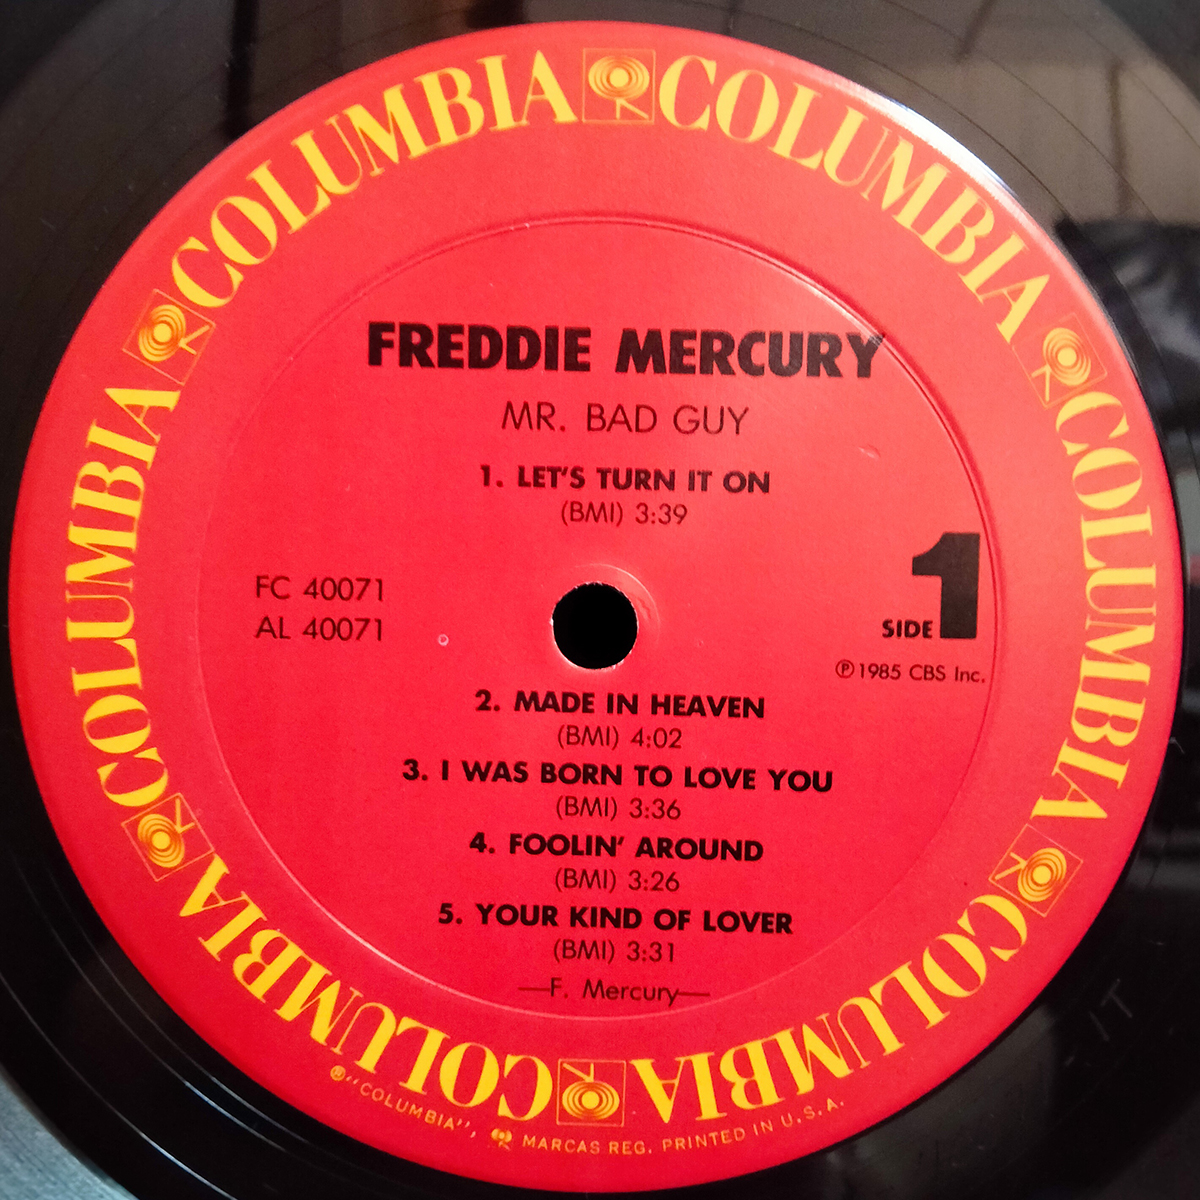 COLUMBIA COLUMBIA COLUMBIA COLUMBIA COLUMBIA COLUMBIA
FREDDIE MERCURY
MR. BAD GUY
1. LET'S TURN IT ON
(BMI) 3:39
FC 40071
AL 40071
SIDE 1
℗ 1985 CBS Inc.
2. MADE IN HEAVEN
(BMI) 4:02
3. I WAS BORN TO LOVE YOU
(BMI) 3:36
4. FOOLIN' AROUND
(BMI) 3:26
5. YOUR KIND OF LOVER
(BMI) 3:31
—F. Mercury—
®"COLUMBIA", MARCAS REG. PRINTED IN U.S.A.